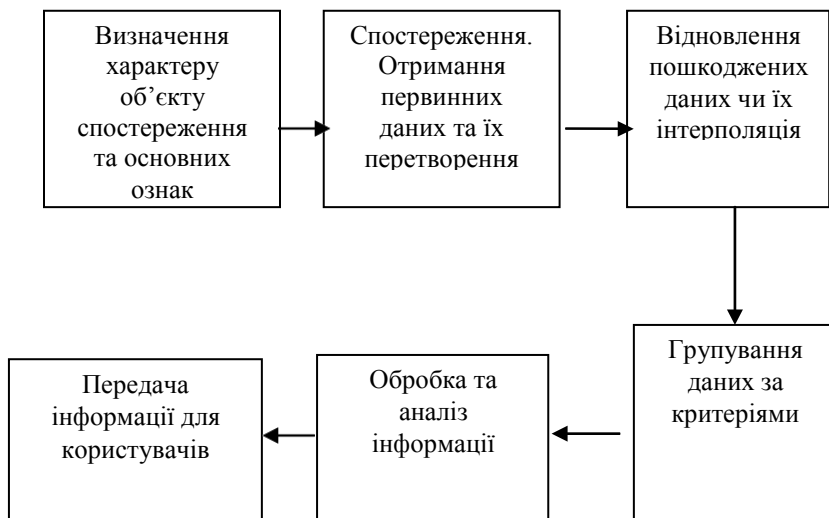 Визначення
характеру
об’єкту
спостереження
та основних
ознак
Спостереження.
Отримання
первинних
даних та їх
перетворення
Відновлення
пошкоджених
даних чи їх
інтерполяція
Групування
даних за
критеріями
Обробка та
аналіз
інформації
Передача
інформації для
користувачів